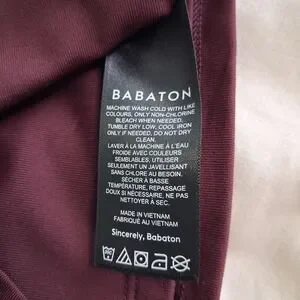 BABATON
MACHINE WASH COLD WITH LIKE
COLOURS, ONLY NON-CHLORINE
BLEACH WHEN NEEDED.
TUMBLE DRY LOW, COOL IRON
ONLY IF NEEDED. DO NOT DRY
CLEAN.
LAVER À LA MACHINE À L'EAU
FROIDE AVEC COULEURS
SEMBLABLES, UTILISER
SEULEMENT UN JAVELLISANT
SANS CHLORE AU BESOIN.
SÉCHER À BASSE
TEMPÉRATURE, REPASSAGE
DOUX SI NÉCESSAIRE, NE PAS
NETTOYER À SEC.
MADE IN VIETNAM
FABRIQUÉ AU VIETNAM
Sincerely, Babaton